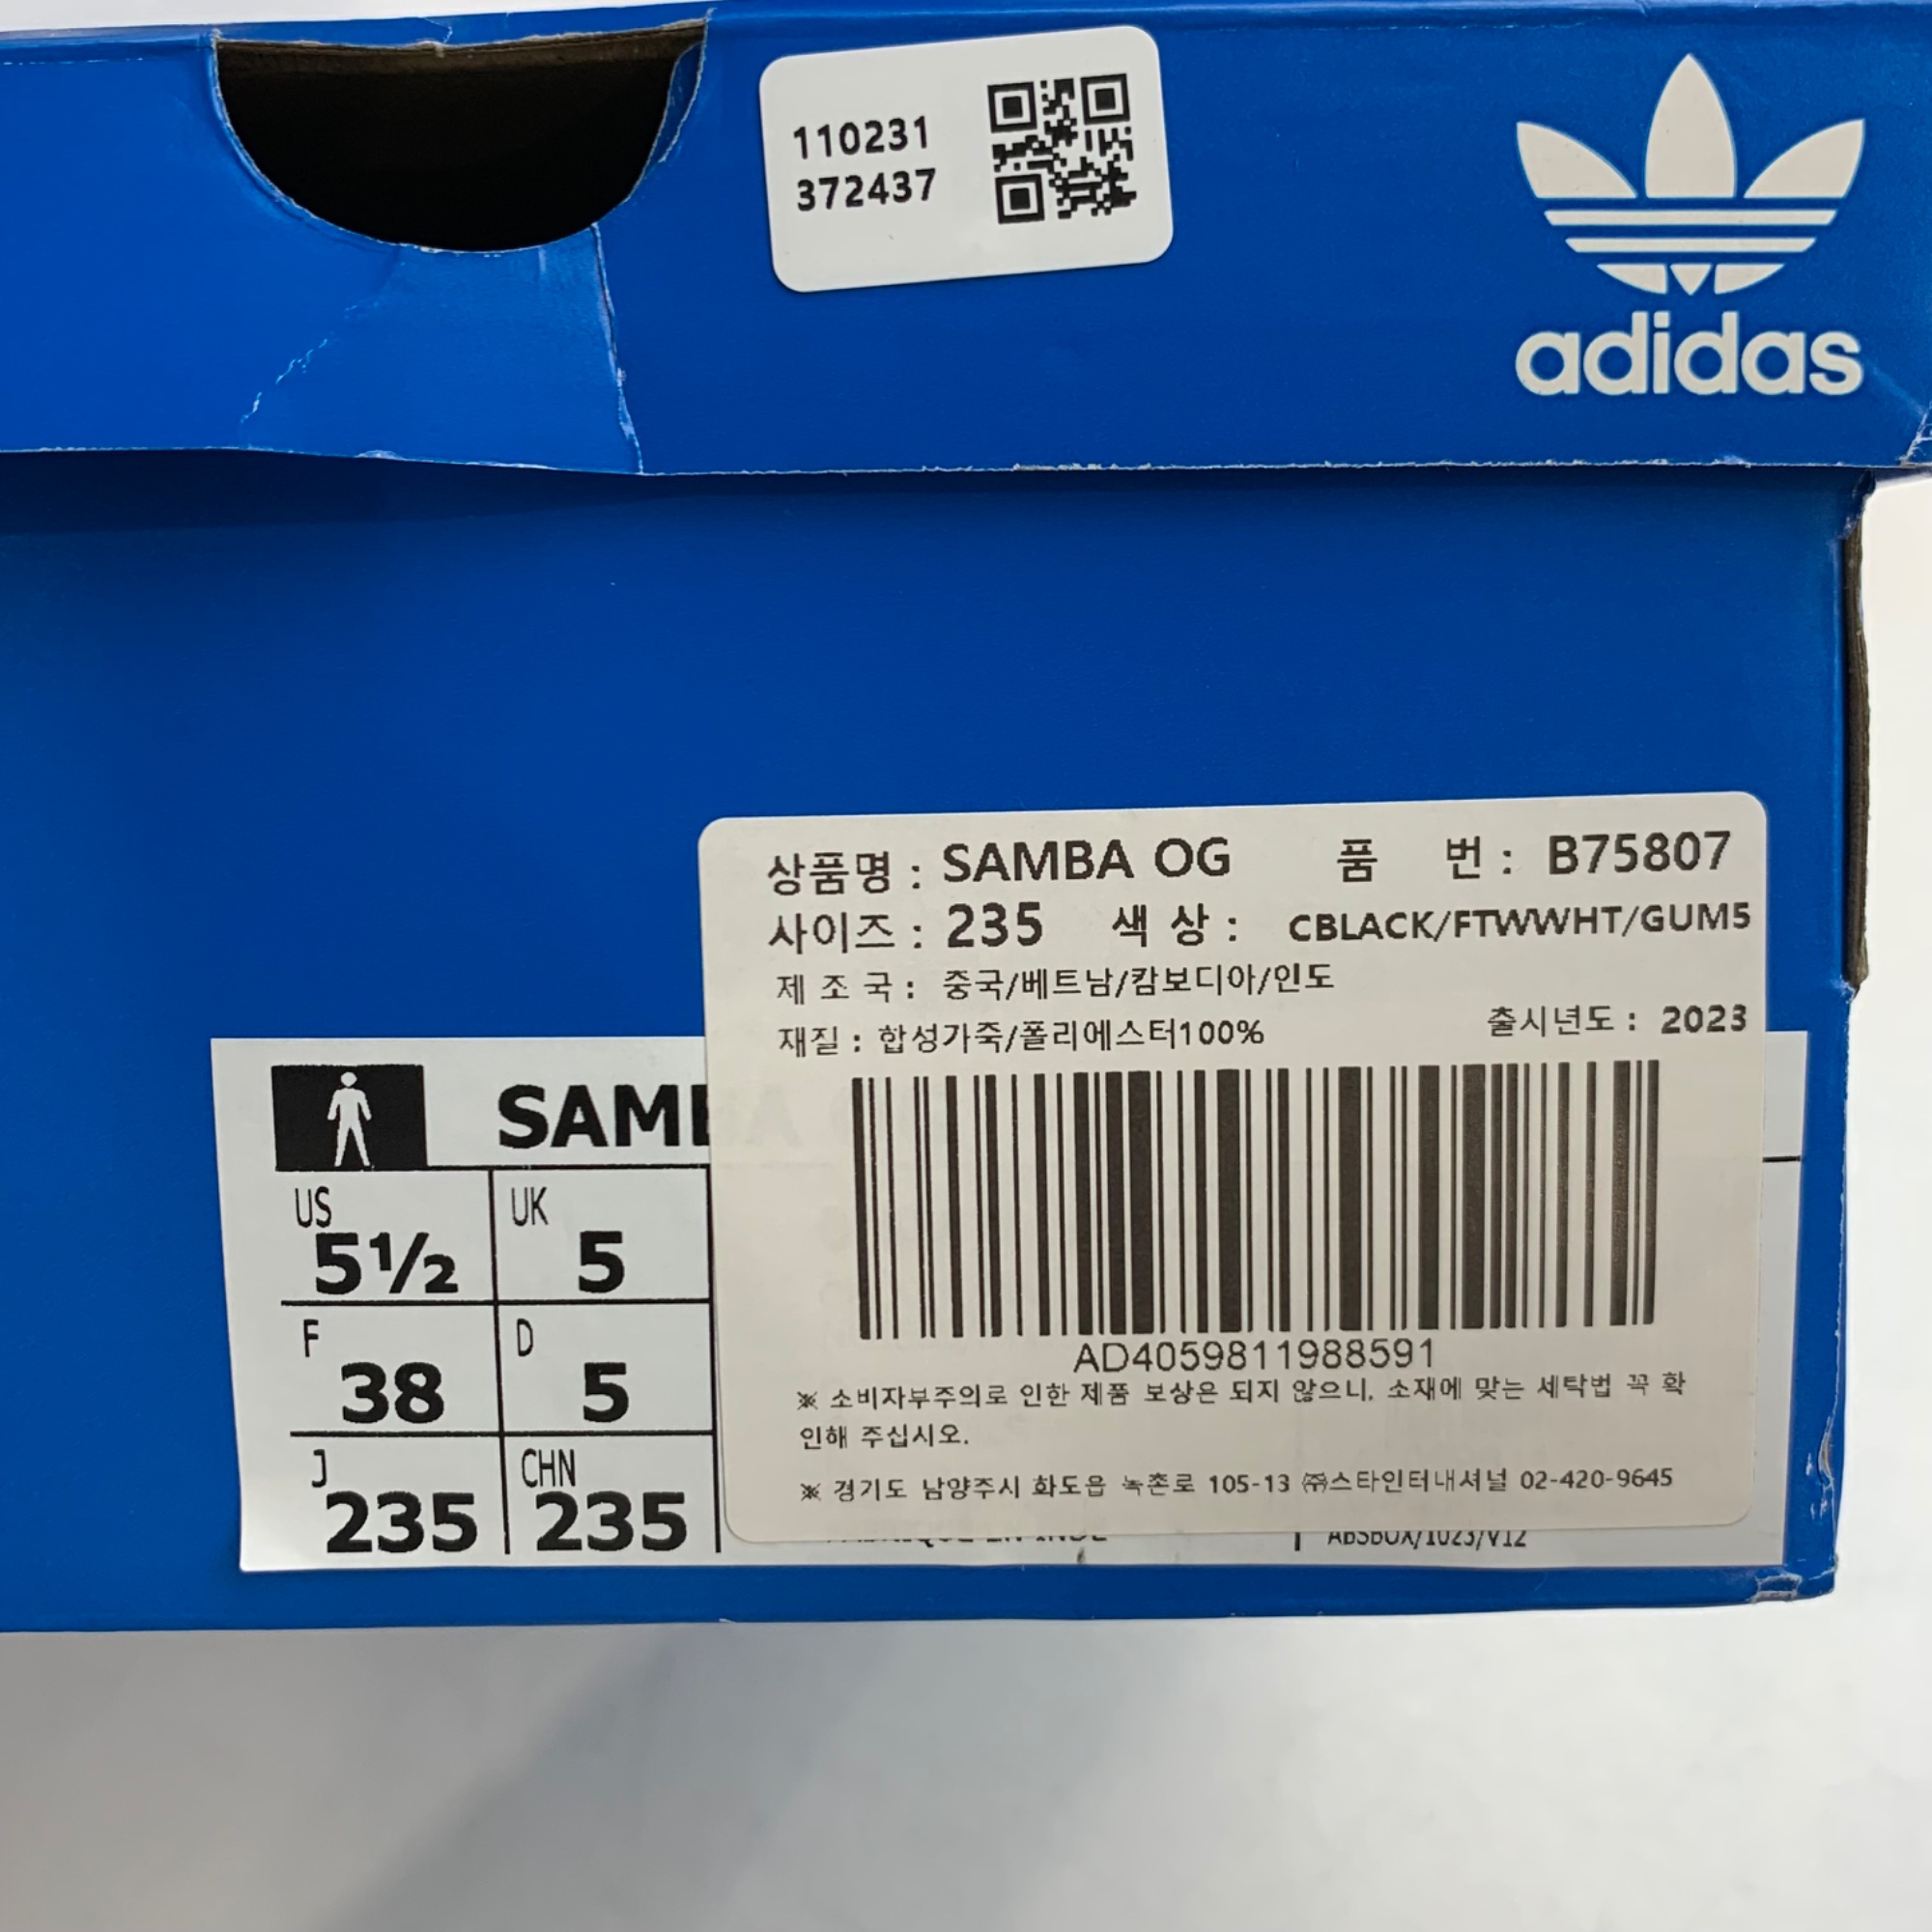 110231
372437
adidas
상품명 : SAMBA OG 품 번 : B75807
사이즈 : 235 색 상 : CBLACK/FTWWHT/GUM5
제 조 국 : 중국/베트남/캄보디아/인도
재질 : 합성가죽/폴리에스터100% 출시년도 : 2023
AD4059811988591
※ 소비자부주의로 인한 제품 보상은 되지 않으니, 소재에 맞는 세탁법 꼭 확
인해 주십시오.
※ 경기도 남양주시 화도읍 녹촌로 105-13 ㈜스타인터내셔널 02-420-9645
US 5½ UK 5
F 38 D 5
J 235 CHN 235
ABSBOX/1023/V12